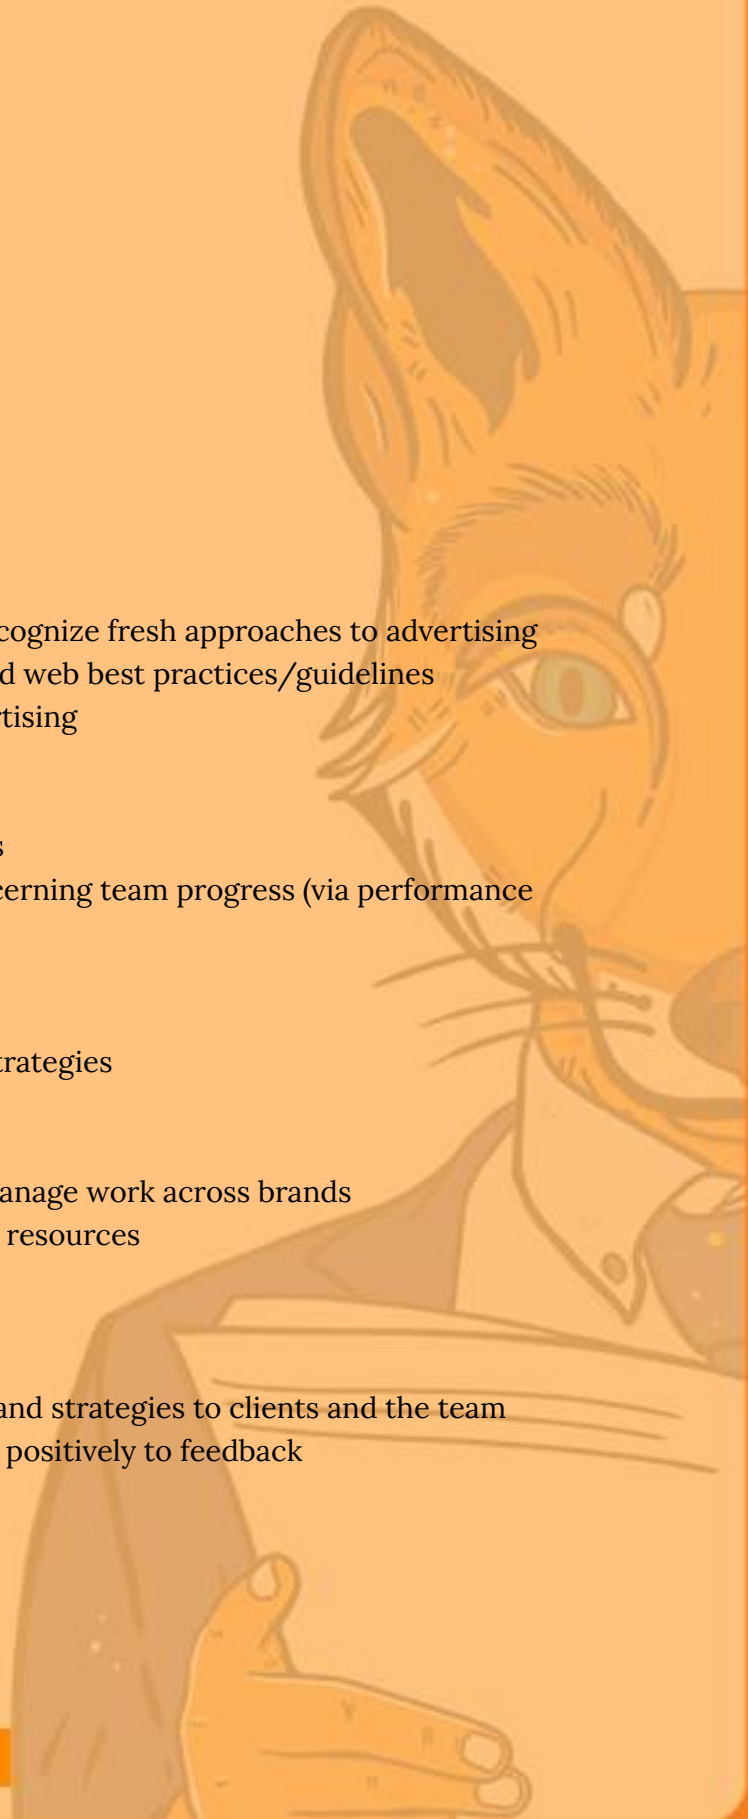 cognize fresh approaches to advertising
d web best practices/guidelines
tising
s
cerning team progress (via performance
trategies
anage work across brands
resources
and strategies to clients and the team
positively to feedback